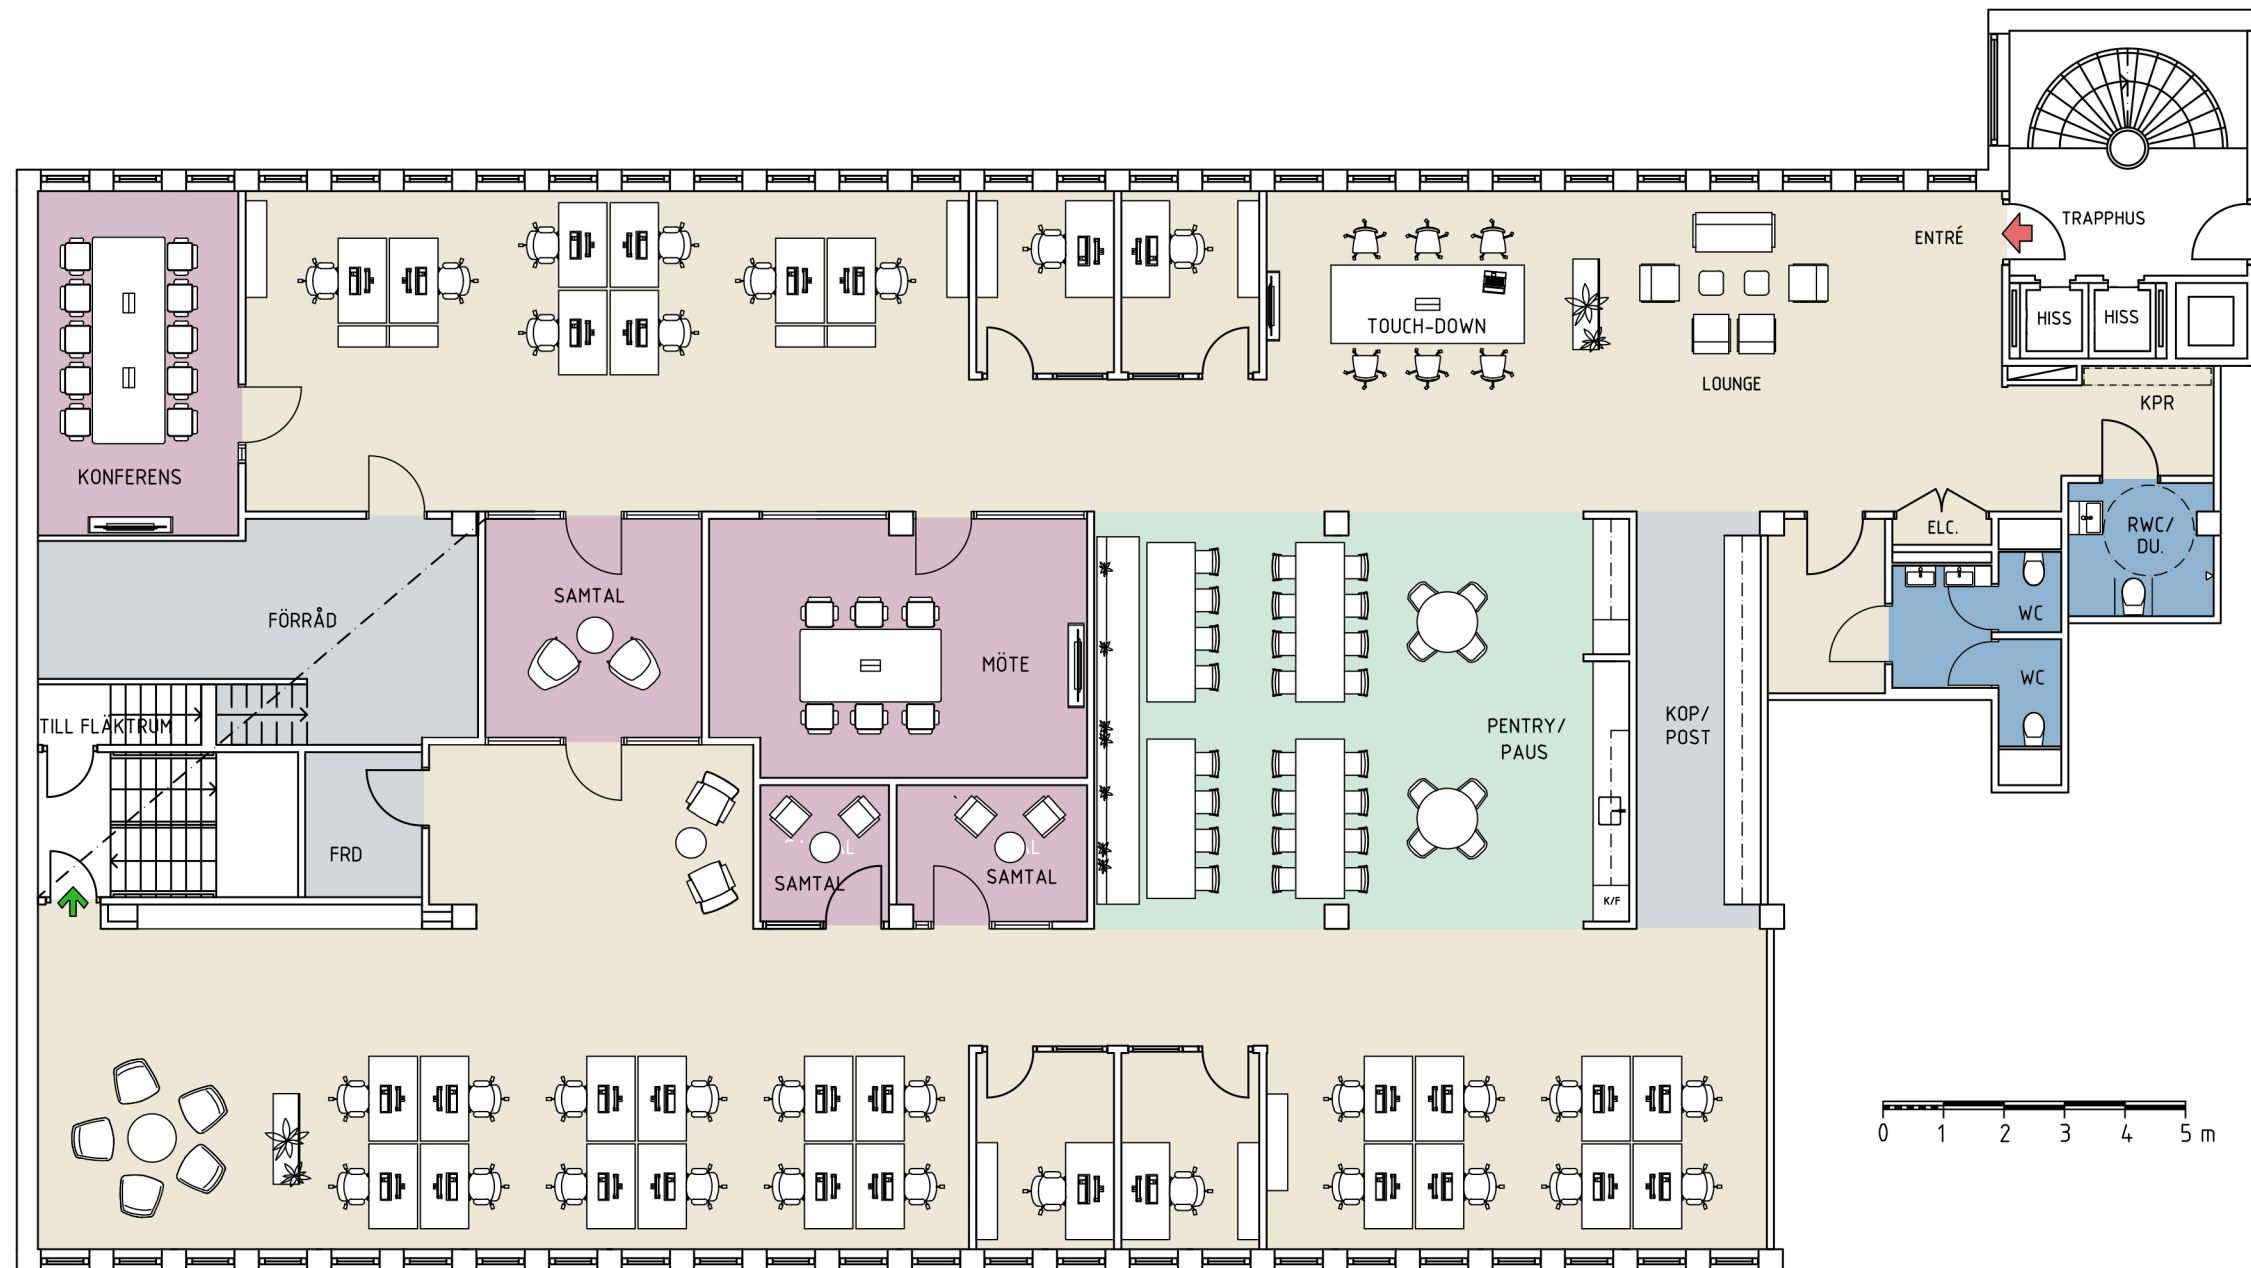 TRAPPHUS
ENTRÉ
HISS
HISS
TOUCH-DOWN
LOUNGE
KPR
KONFERENS
RWC/
DU.
ELC.
SAMTAL
FÖRRÅD
WC
MÖTE
WC
TILL FLÄKTRUM
PENTRY/
PAUS
KOP/
POST
FRD
SAMTAL
SAMTAL
K/F
0 1 2 3 4 5 m